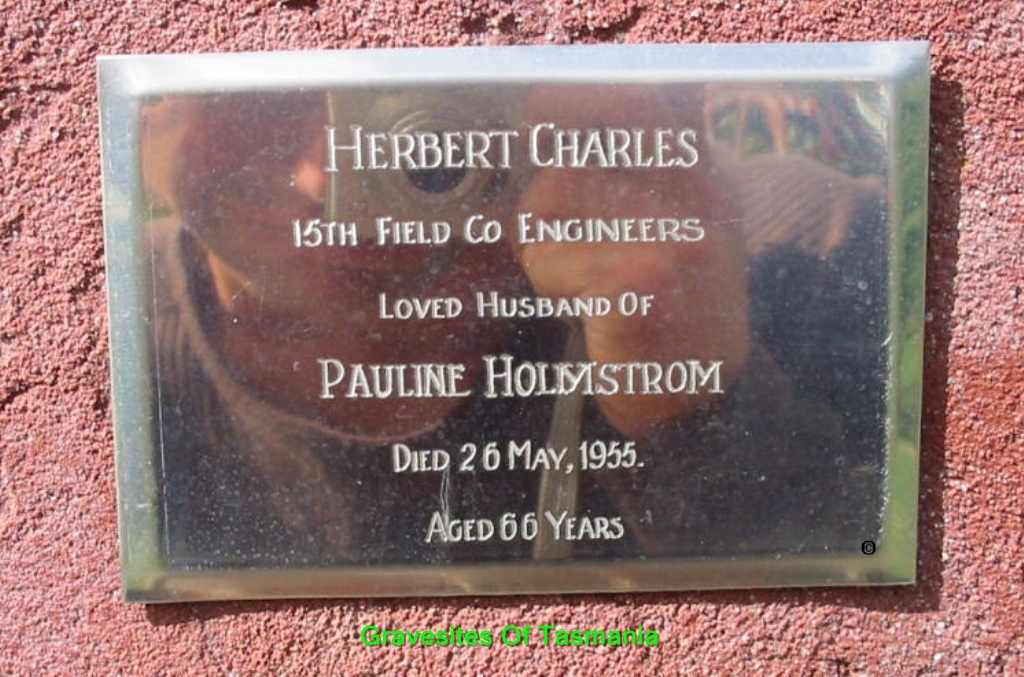 HERBERT CHARLES
15TH FIELD CO ENGINEERS
LOVED HUSBAND OF
PAULINE HOLMSTROM
DIED 26 MAY, 1955.
AGED 66 YEARS
©
Gravesites Of Tasmania